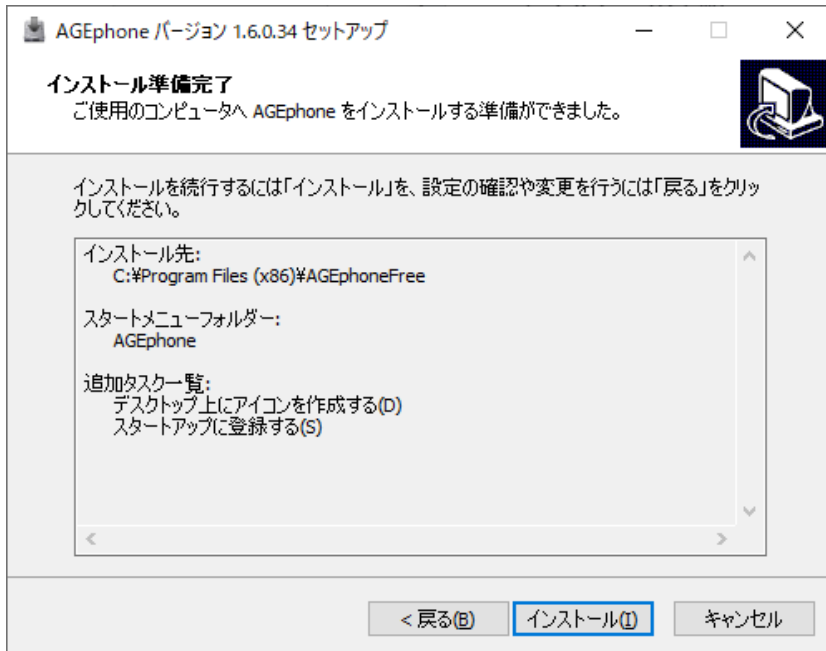 AGEphone バージョン 1.6.0.34 セットアップ
インストール準備完了
ご使用のコンピュータへ AGEphone をインストールする準備ができました。
インストールを続行するには「インストール」を、設定の確認や変更を行うには「戻る」をクリッ
クしてください。
インストール先:
C:¥Program Files (x86)¥AGEphoneFree
スタートメニューフォルダー:
AGEphone
追加タスク一覧:
デスクトップ上にアイコンを作成する(D)
スタートアップに登録する(S)
< 戻る(B) インストール(I) キャンセル